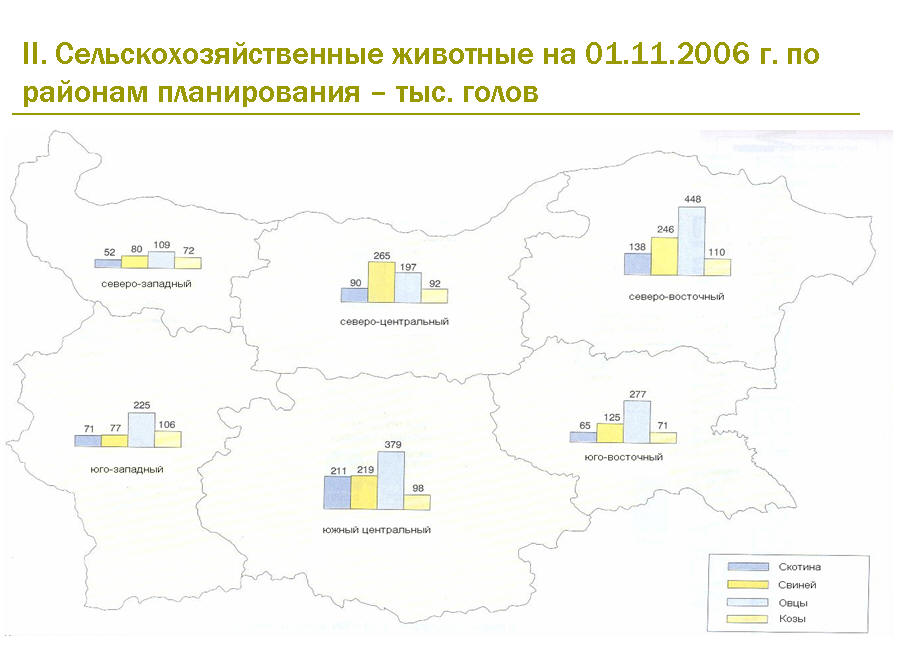 II. Сельскохозяйственные животные на 01.11.2006 г. по
районам планирования – тыс. голов
52 80 109 72
северо-западный
90 265 197 92
северо-центральный
138 246 448 110
северо-восточный
71 77 225 106
юго-западный
211 219 379 98
южный центральный
65 125 277 71
юго-восточный
Скотина
Свиней
Овцы
Козы